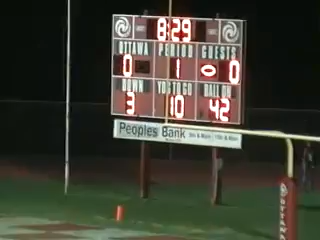 8:29
OTTAWA PERIOD GUESTS
0 1 0
DOWN YDS TO GO BALL ON
3 10 42
Peoples Bank
OTTAWA